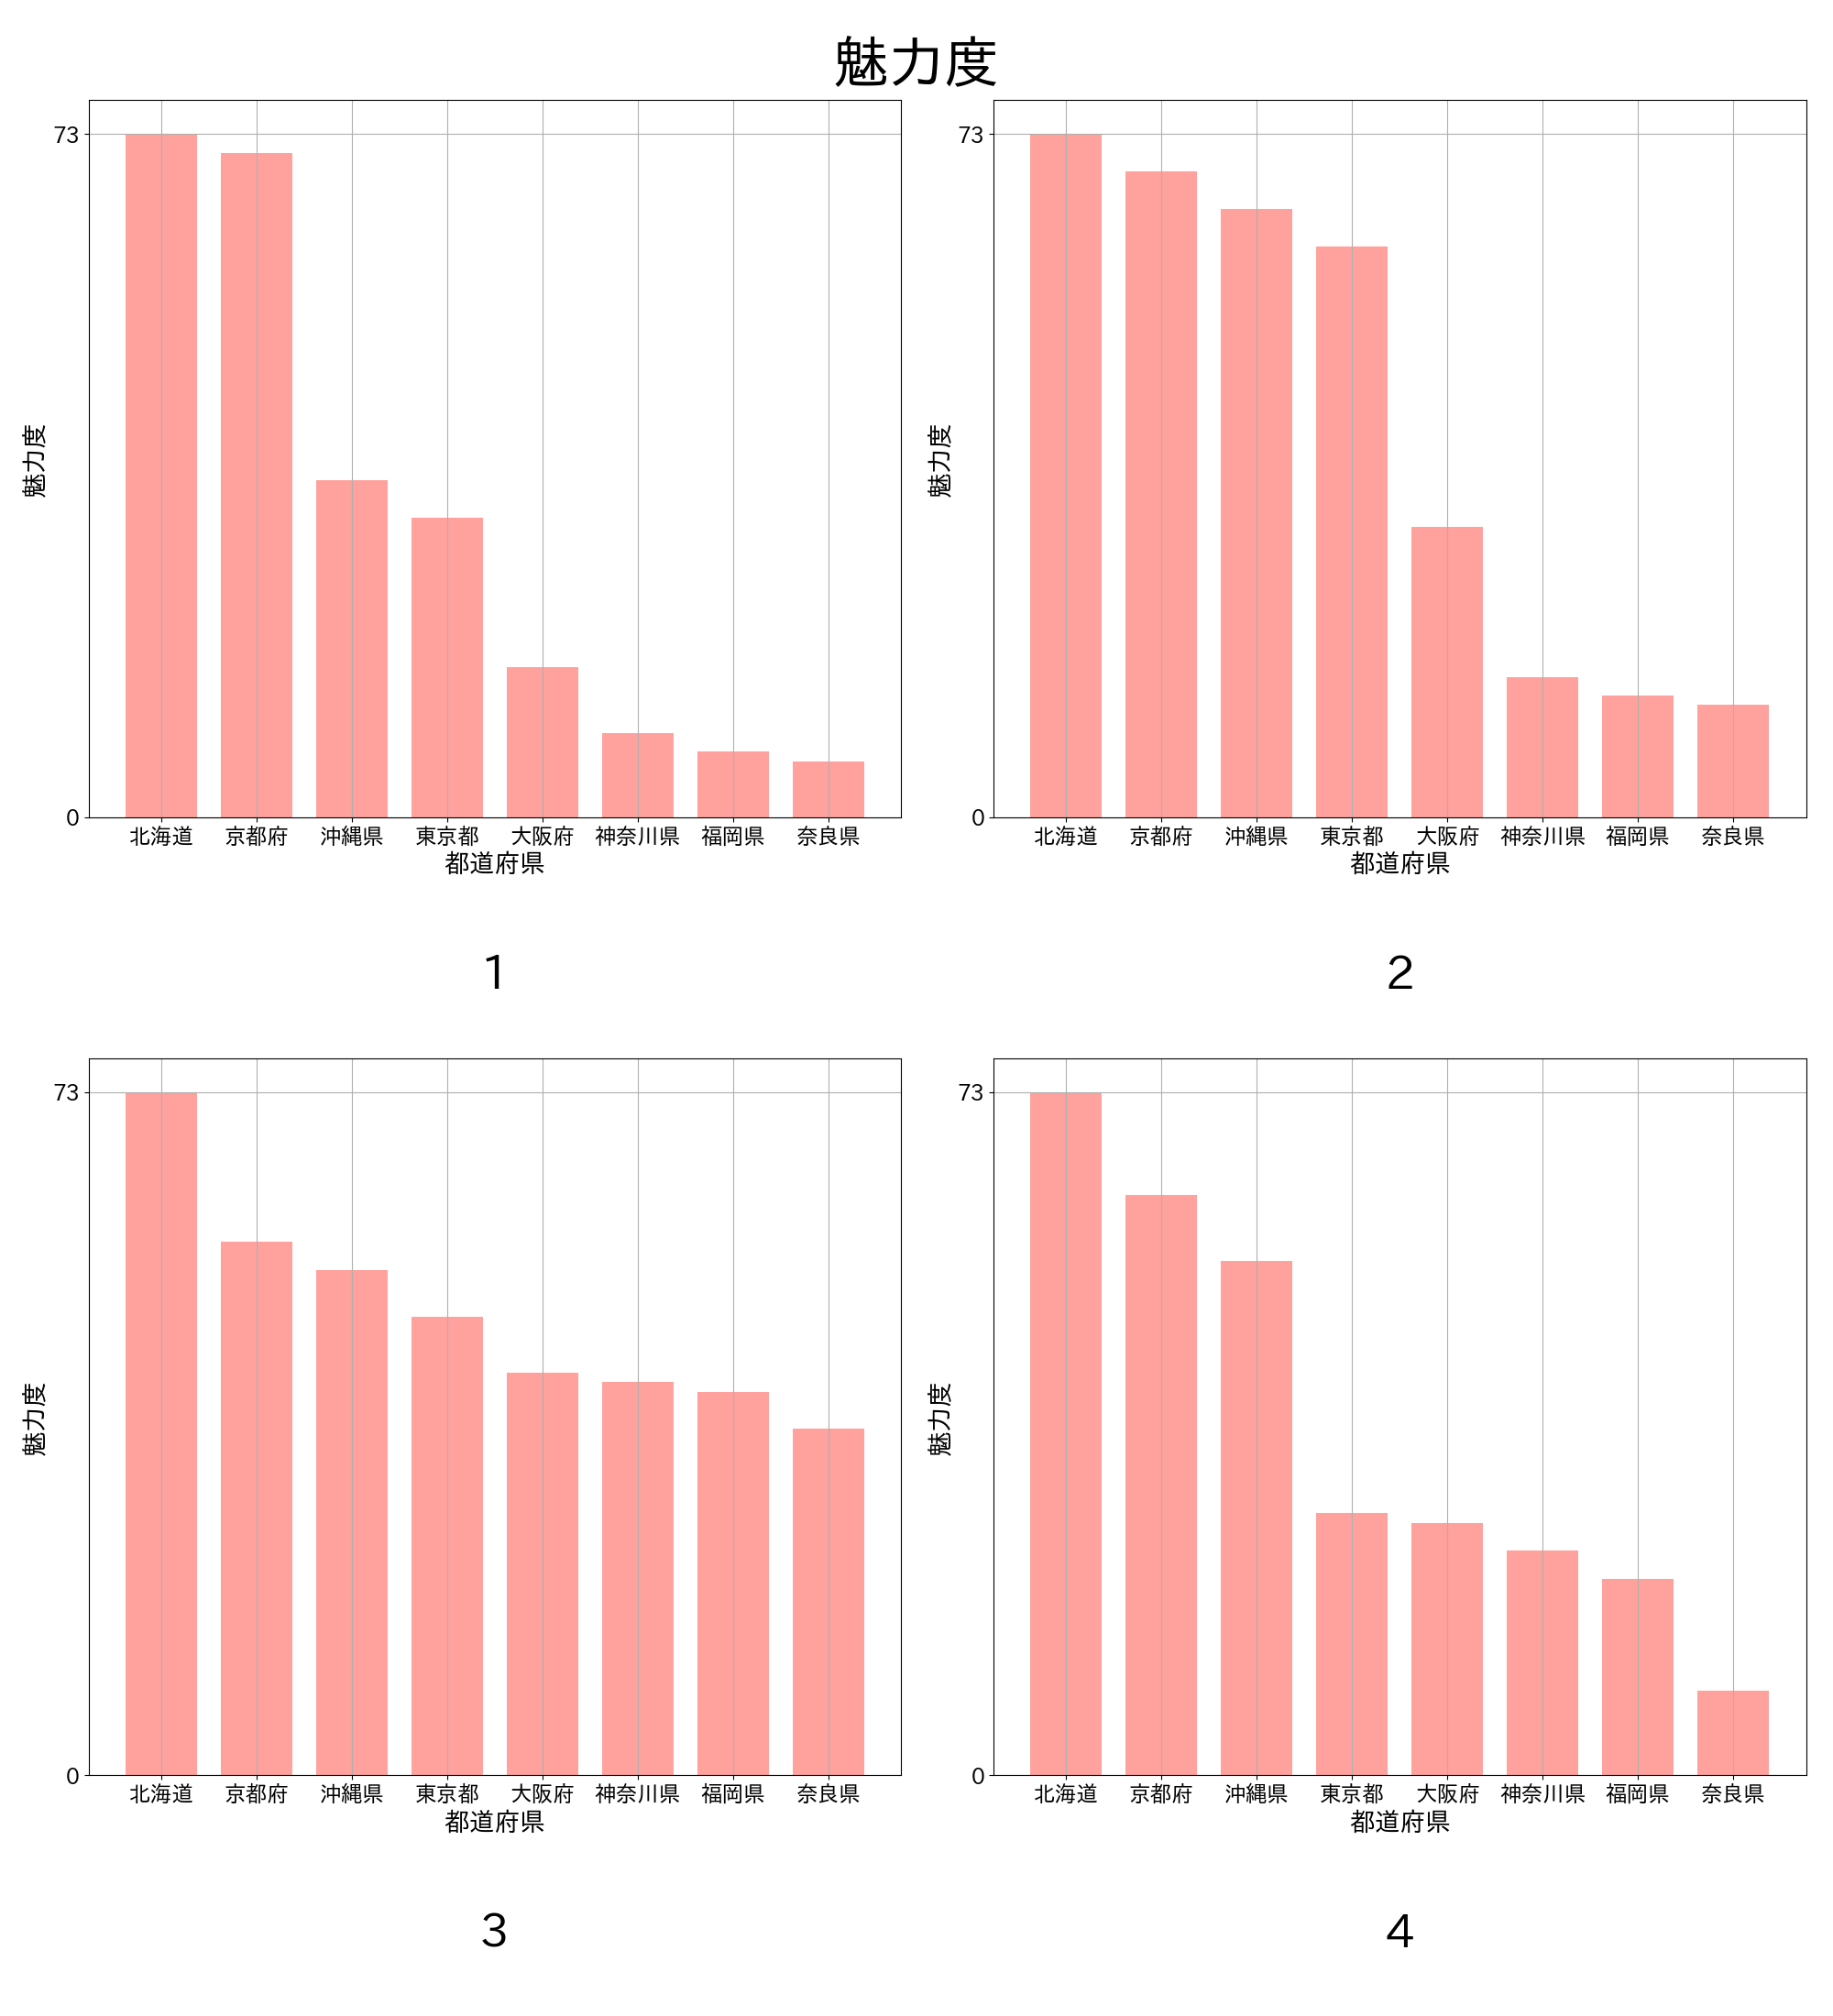 魅力度
73
0
魅力度
北海道 京都府 沖縄県 東京都 大阪府 神奈川県 福岡県 奈良県
都道府県
1
73
0
魅力度
北海道 京都府 沖縄県 東京都 大阪府 神奈川県 福岡県 奈良県
都道府県
2
73
0
魅力度
北海道 京都府 沖縄県 東京都 大阪府 神奈川県 福岡県 奈良県
都道府県
3
73
0
魅力度
北海道 京都府 沖縄県 東京都 大阪府 神奈川県 福岡県 奈良県
都道府県
4